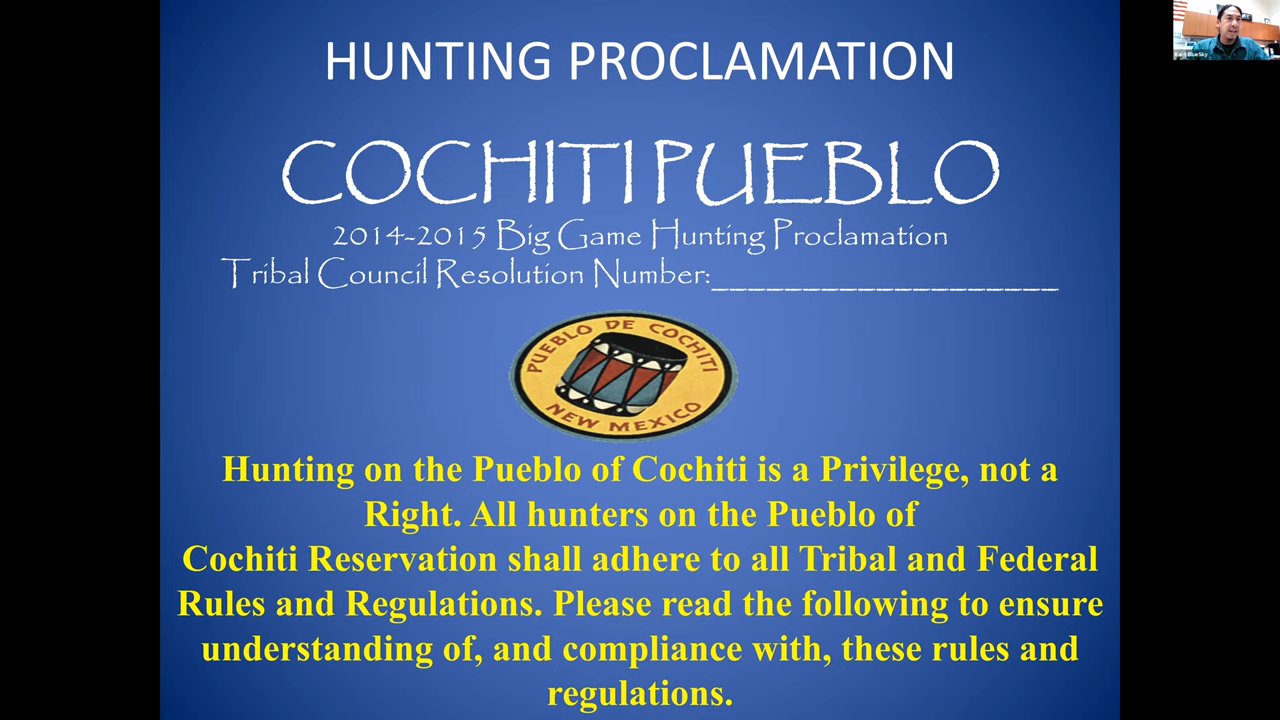 HUNTING PROCLAMATION
COCHITI PUEBLO
2014-2015 Big Game Hunting Proclamation
Tribal Council Resolution Number:___________________
PUEBLO DE COCHITI
NEW MEXICO
Hunting on the Pueblo of Cochiti is a Privilege, not a
Right. All hunters on the Pueblo of
Cochiti Reservation shall adhere to all Tribal and Federal
Rules and Regulations. Please read the following to ensure
understanding of, and compliance with, these rules and
regulations.